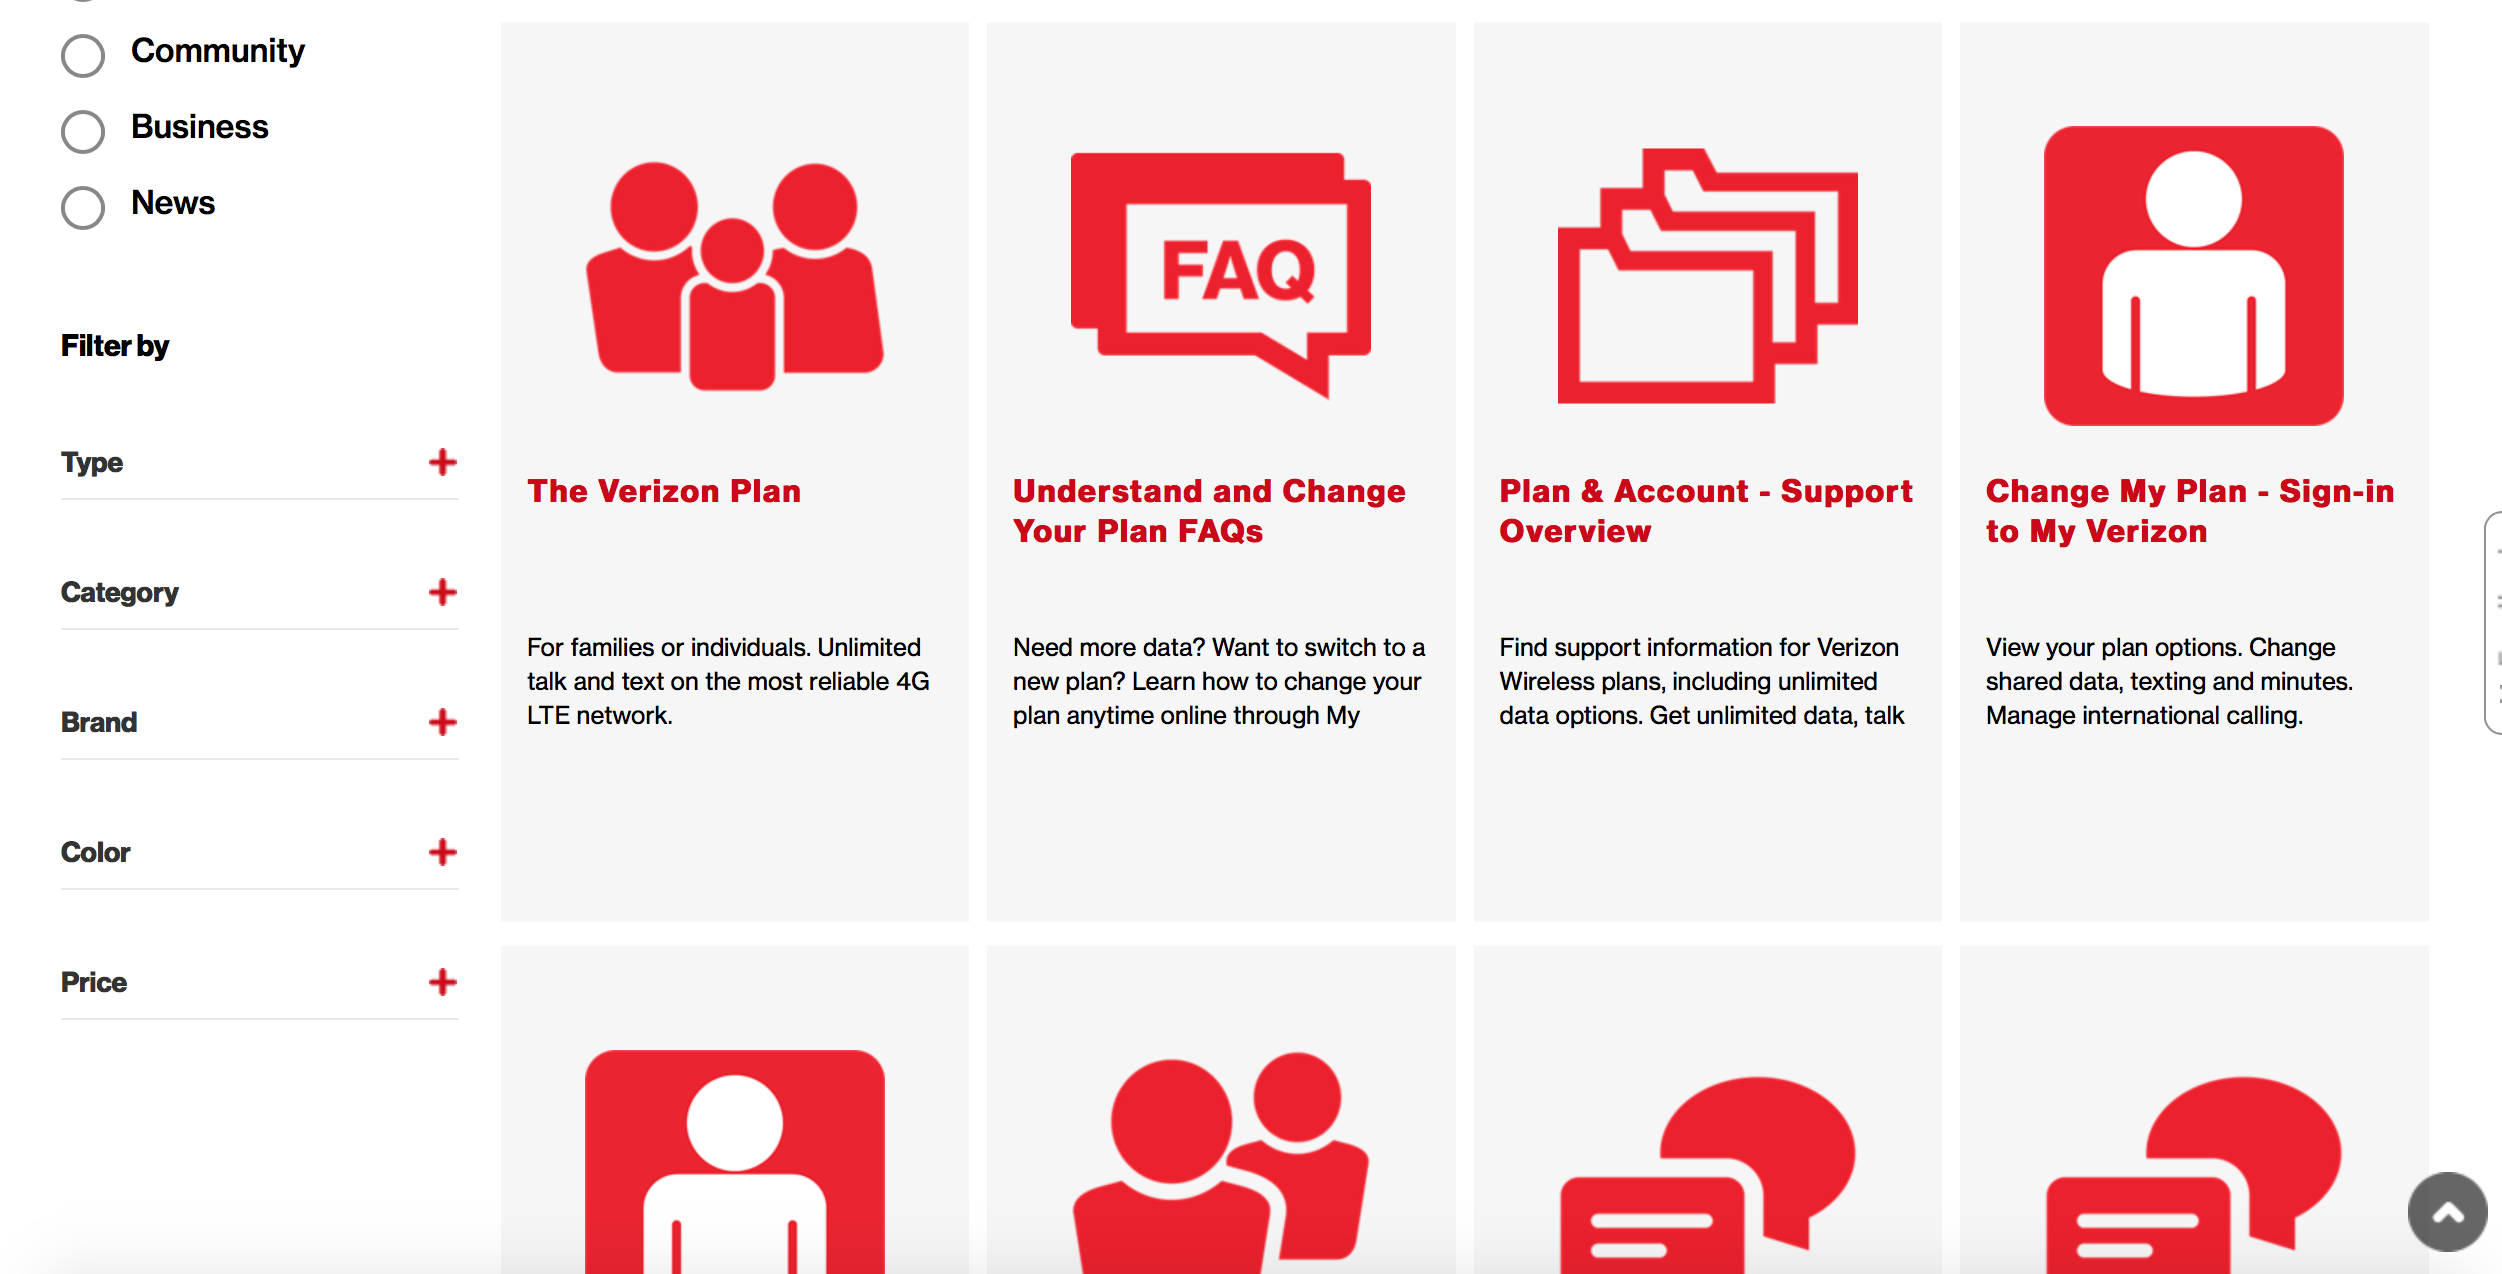 Community
Business
News
Filter by
Type
Category
Brand
Color
Price
FAQ
The Verizon Plan
For families or individuals. Unlimited
talk and text on the most reliable 4G
LTE network.
Understand and Change
Your Plan FAQs
Need more data? Want to switch to a
new plan? Learn how to change your
plan anytime online through My
Plan & Account - Support
Overview
Find support information for Verizon
Wireless plans, including unlimited
data options. Get unlimited data, talk
Change My Plan - Sign-in
to My Verizon
View your plan options. Change
shared data, texting and minutes.
Manage international calling.